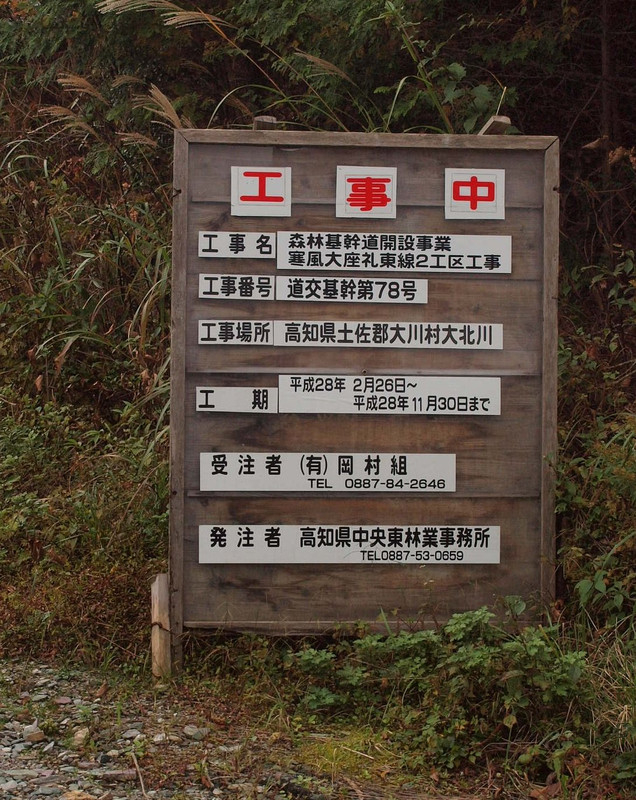 工事中
工事名 森林基幹道開設事業
寒風大座礼東線2工区工事
工事番号 道交基幹第78号
工事場所 高知県土佐郡大川村大北川
工期 平成28年 2月26日～
平成28年11月30日まで
受注者 (有)岡村組
TEL 0887-84-2646
発注者 高知県中央東林業事務所
TEL0887-53-0659